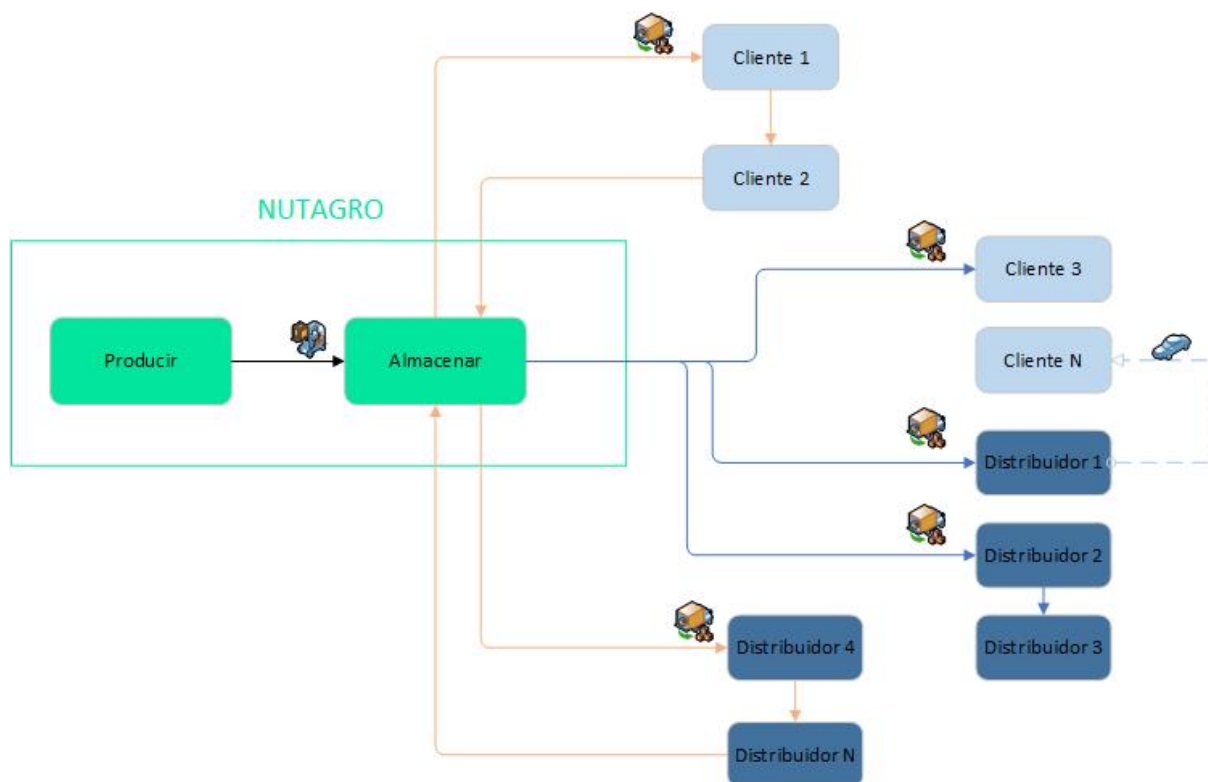 Cliente 1
Cliente 2
NUTAGRO
Cliente 3
Producir
Almacenar
Cliente N
Distribuidor 1
Distribuidor 2
Distribuidor 4
Distribuidor 3
Distribuidor N